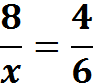 8/x = 4/6